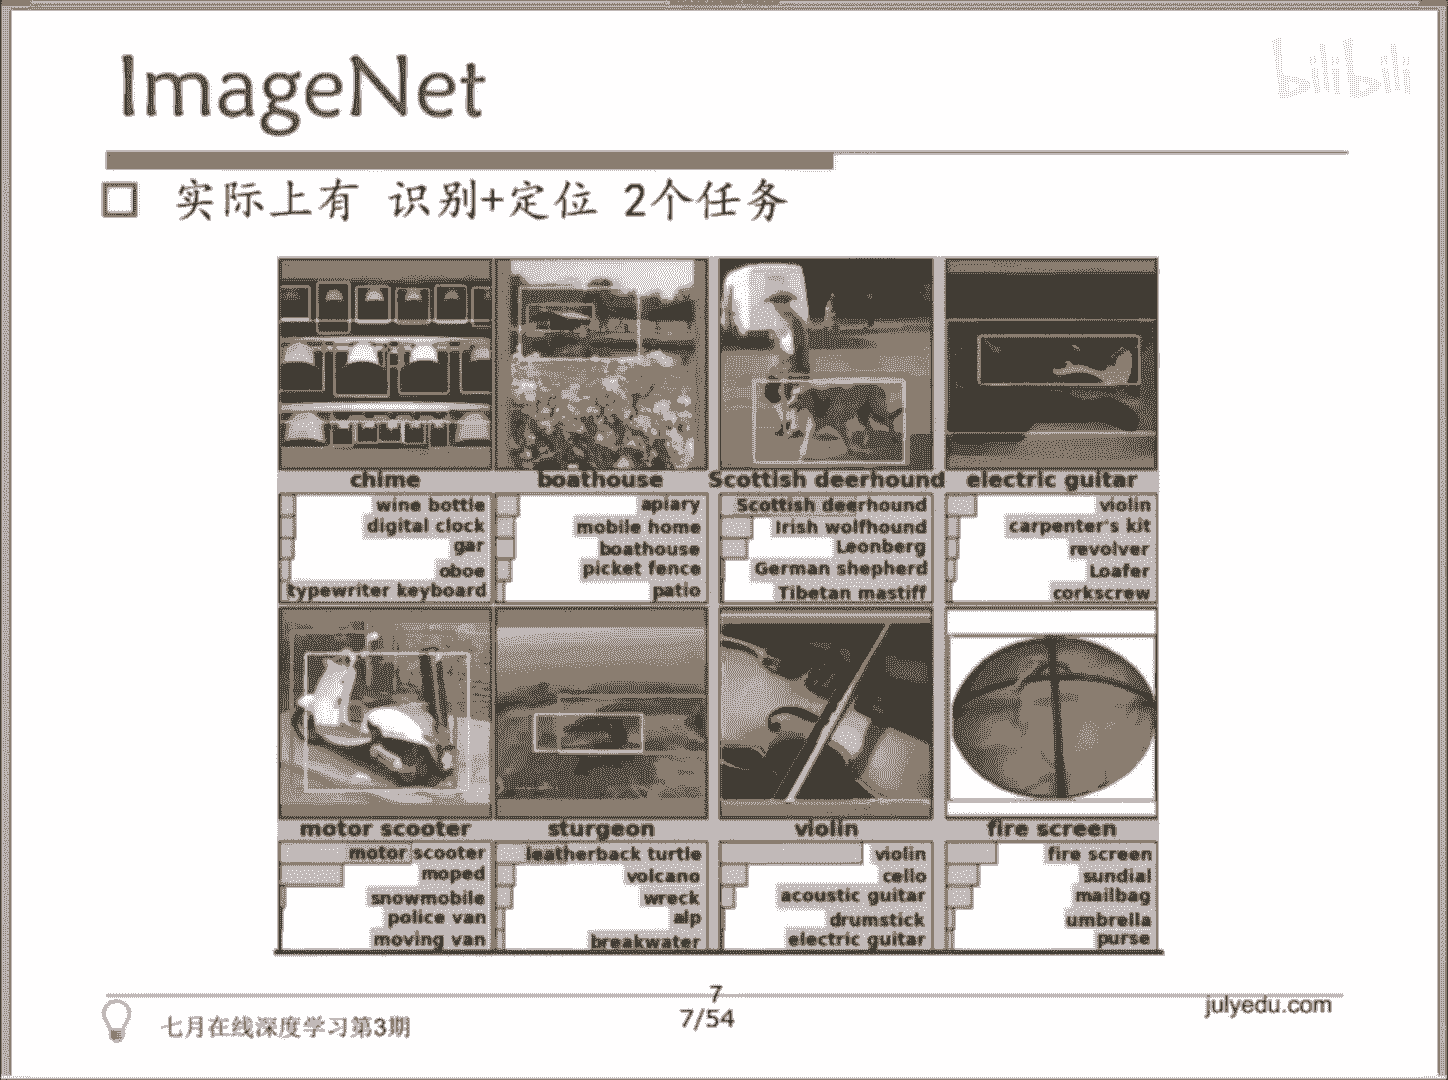 ImageNet
bilibili
实际上有 识别+定位 2个任务
chime
boathouse
Scottish deerhound
electric guitar
wine bottle
digital clock
gar
oboe
typewriter keyboard
apiary
mobile home
boathouse
picket fence
patio
Scottish deerhound
Irish wolfhound
Leonberg
German shepherd
Tibetan mastiff
violin
carpenter's kit
revolver
Loafer
corkscrew
motor scooter
sturgeon
violin
fire screen
motor scooter
moped
snowmobile
police van
moving van
leatherback turtle
volcano
wreck
alp
breakwater
violin
cello
acoustic guitar
drumstick
electric guitar
fire screen
sundial
mailbag
umbrella
purse
七月在线深度学习第3期
7
7/54
julyedu.com